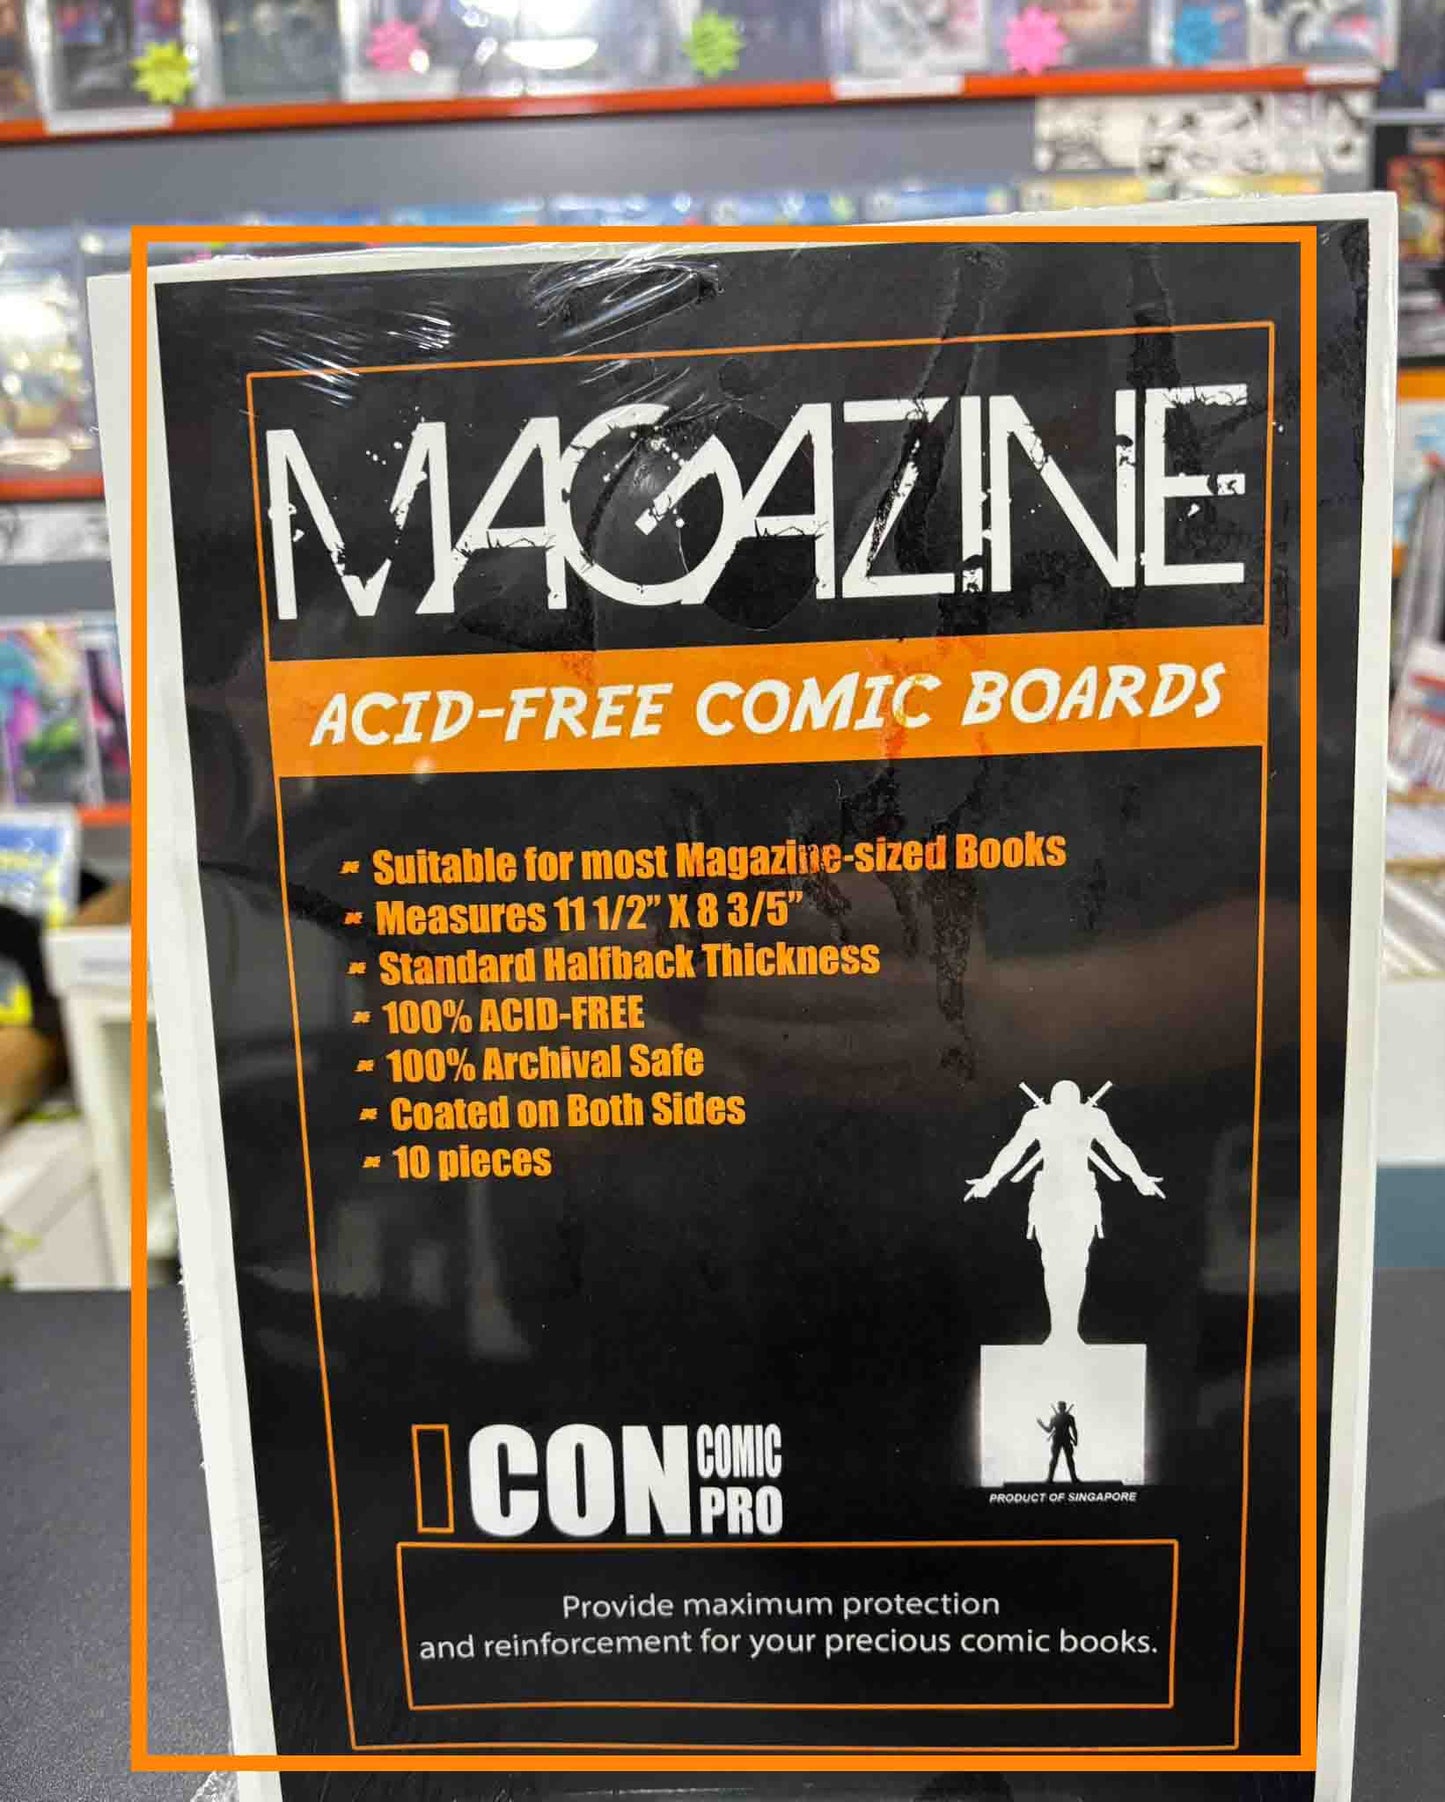 MAGAZINE
ACID-FREE COMIC BOARDS
Suitable for most Magazine-sized Books
Measures 11 1/2” X 8 3/5”
Standard Halfback Thickness
100% ACID-FREE
100% Archival Safe
Coated on Both Sides
10 pieces
ICON COMIC PRO
PRODUCT OF SINGAPORE
Provide maximum protection
and reinforcement for your precious comic books.